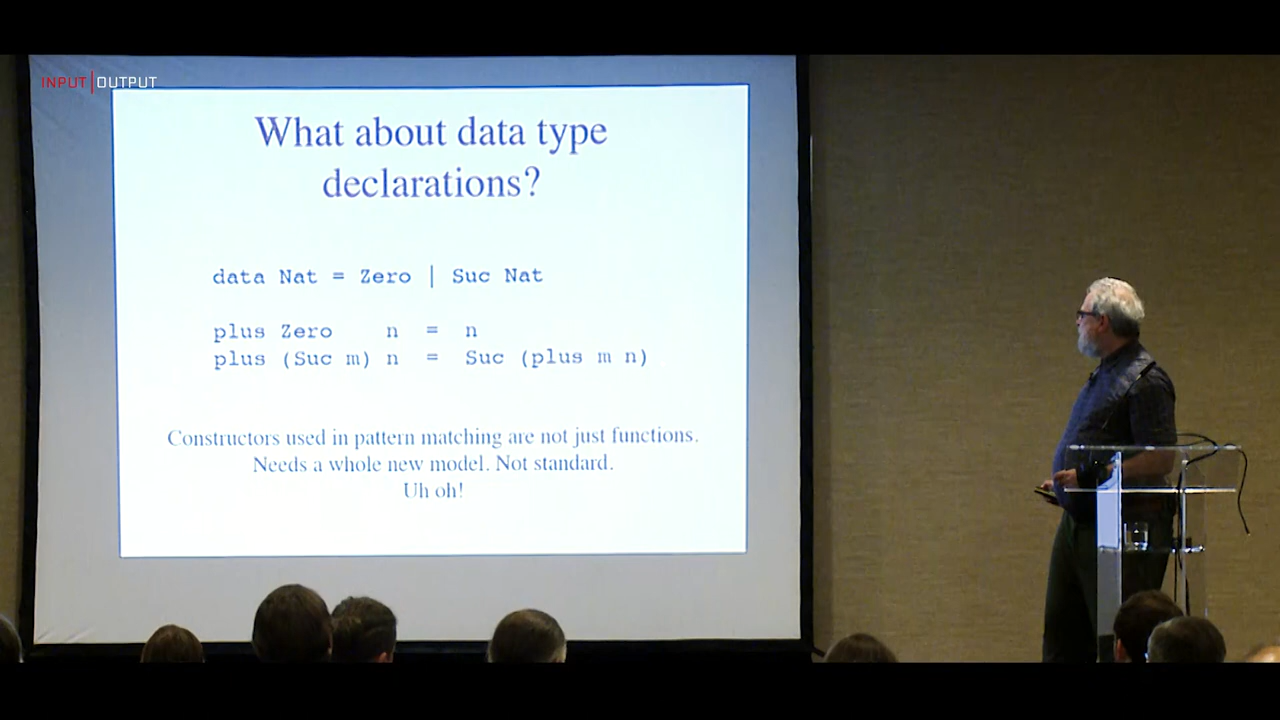 INPUT|OUTPUT
What about data type
declarations?
data Nat = Zero | Suc Nat
plus Zero n = n
plus (Suc m) n = Suc (plus m n)
Constructors used in pattern matching are not just functions.
Needs a whole new model. Not standard.
Uh oh!